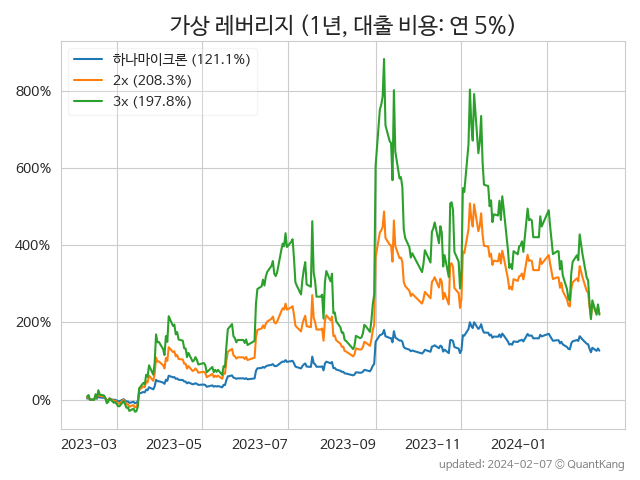 가상 레버리지 (1년, 대출 비용: 연 5%)
하나마이크론 (121.1%)
2x (208.3%)
3x (197.8%)
800%
600%
400%
200%
0%
2023-03 2023-05 2023-07 2023-09 2023-11 2024-01
updated: 2024-02-07 © QuantKang